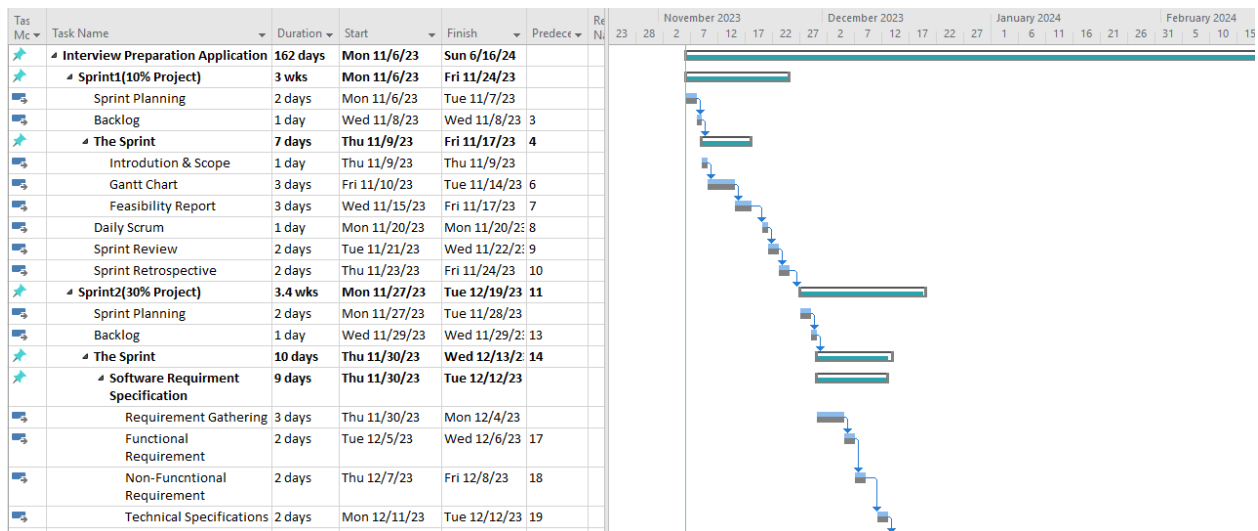 November 2023 December 2023 January 2024 February 2024
Tas Re
Mc Task Name Duration Start Finish Predece Na 23 28 2 7 12 17 22 27 2 7 12 17 22 27 1 6 11 16 21 26 31 5 10 15
Interview Preparation Application 162 days Mon 11/6/23 Sun 6/16/24
Sprint1(10% Project) 3 wks Mon 11/6/23 Fri 11/24/23
Sprint Planning 2 days Mon 11/6/23 Tue 11/7/23
Backlog 1 day Wed 11/8/23 Wed 11/8/23 3
The Sprint 7 days Thu 11/9/23 Fri 11/17/23 4
Introdution & Scope 1 day Thu 11/9/23 Thu 11/9/23
Gantt Chart 3 days Fri 11/10/23 Tue 11/14/23 6
Feasibility Report 3 days Wed 11/15/23 Fri 11/17/23 7
Daily Scrum 1 day Mon 11/20/23 Mon 11/20/23 8
Sprint Review 2 days Tue 11/21/23 Wed 11/22/2 9
Sprint Retrospective 2 days Thu 11/23/23 Fri 11/24/23 10
Sprint2(30% Project) 3.4 wks Mon 11/27/23 Tue 12/19/23 11
Sprint Planning 2 days Mon 11/27/23 Tue 11/28/23
Backlog 1 day Wed 11/29/23 Wed 11/29/2 13
The Sprint 10 days Thu 11/30/23 Wed 12/13/2 14
Software Requirment 9 days Thu 11/30/23 Tue 12/12/23
Specification
Requirement Gathering 3 days Thu 11/30/23 Mon 12/4/23
Functional 2 days Tue 12/5/23 Wed 12/6/23 17
Requirement
Non-Funcntional 2 days Thu 12/7/23 Fri 12/8/23 18
Requirement
Technical Specifications 2 days Mon 12/11/23 Tue 12/12/23 19